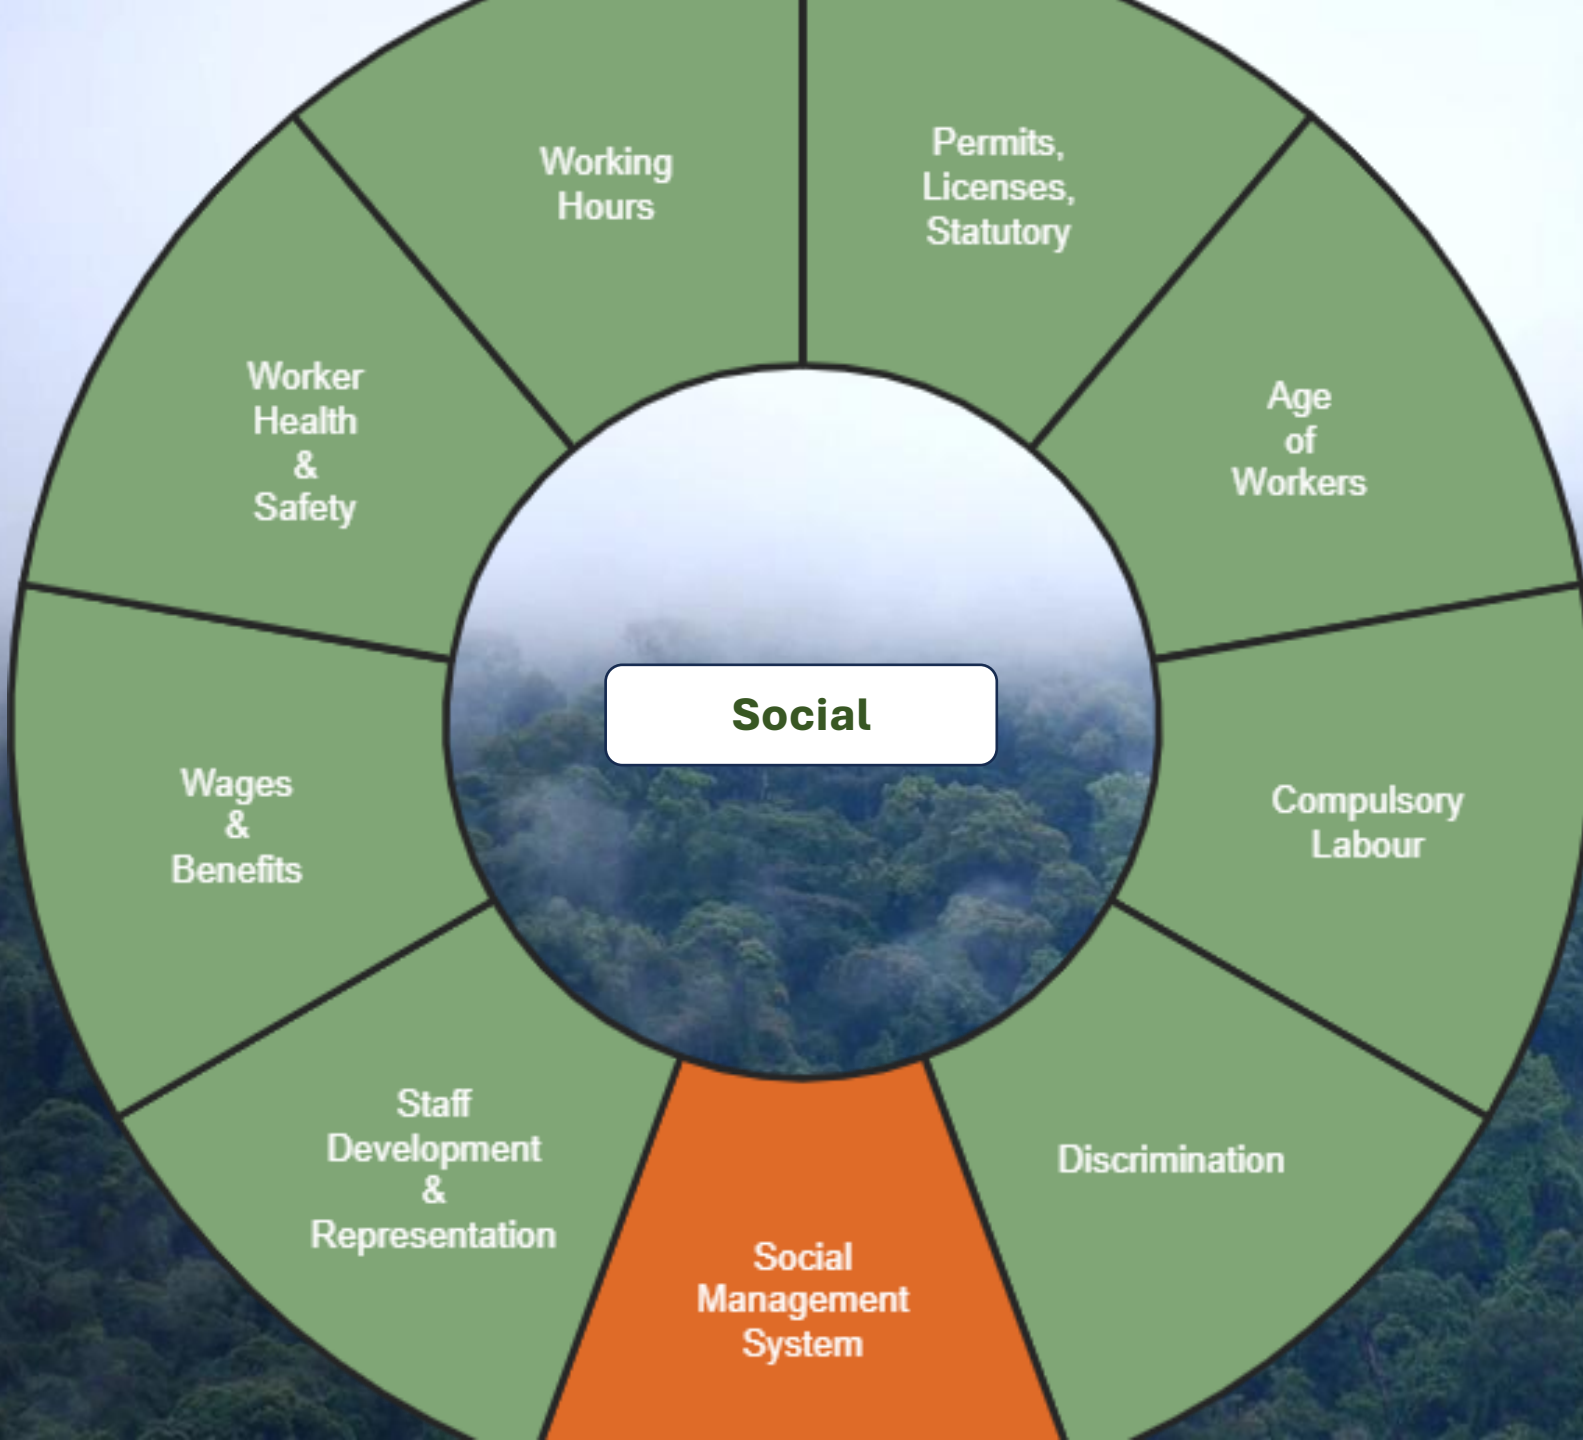 Permits,
Licenses,
Statutory
Age
of
Workers
Compulsory
Labour
Discrimination
Social
Management
System
Staff
Development
&
Representation
Wages
&
Benefits
Worker
Health
&
Safety
Working
Hours
Social